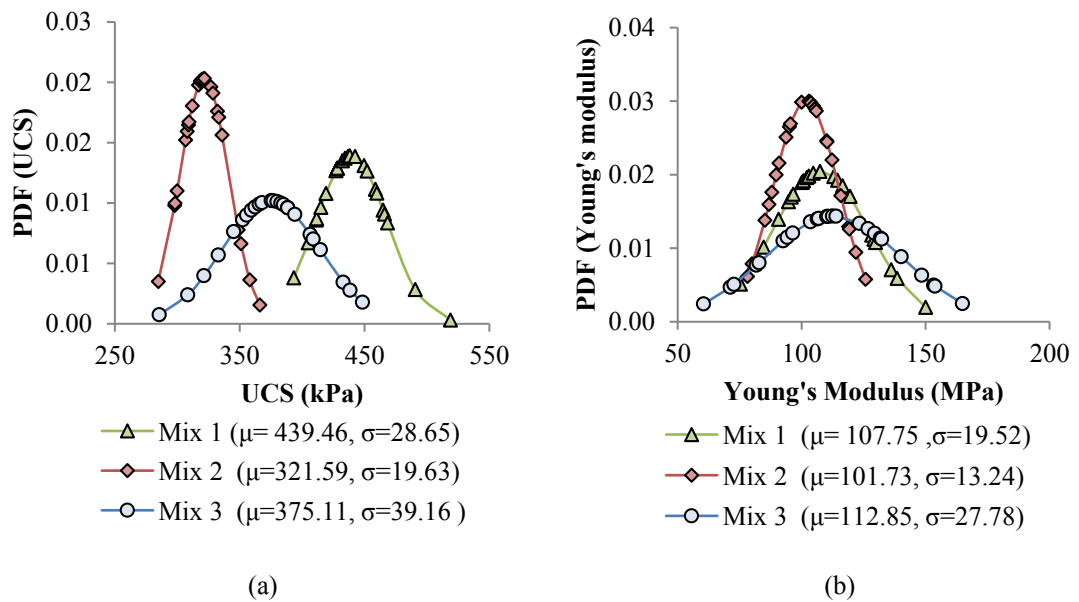 (a)
0.03
0.02
0.02
0.01
0.01
0.00
PDF (UCS)
250
350
450
550
UCS (kPa)
Mix 1 (μ= 439.46, σ=28.65)
Mix 2 (μ=321.59, σ=19.63)
Mix 3 (μ=375.11, σ=39.16 )
(a)
(b)
0.04
0.03
0.02
0.01
0.00
PDF (Young's modulus)
50
100
150
200
Young's Modulus (MPa)
Mix 1 (μ= 107.75 ,σ=19.52)
Mix 2 (μ=101.73, σ=13.24)
Mix 3 (μ=112.85, σ=27.78)
(b)